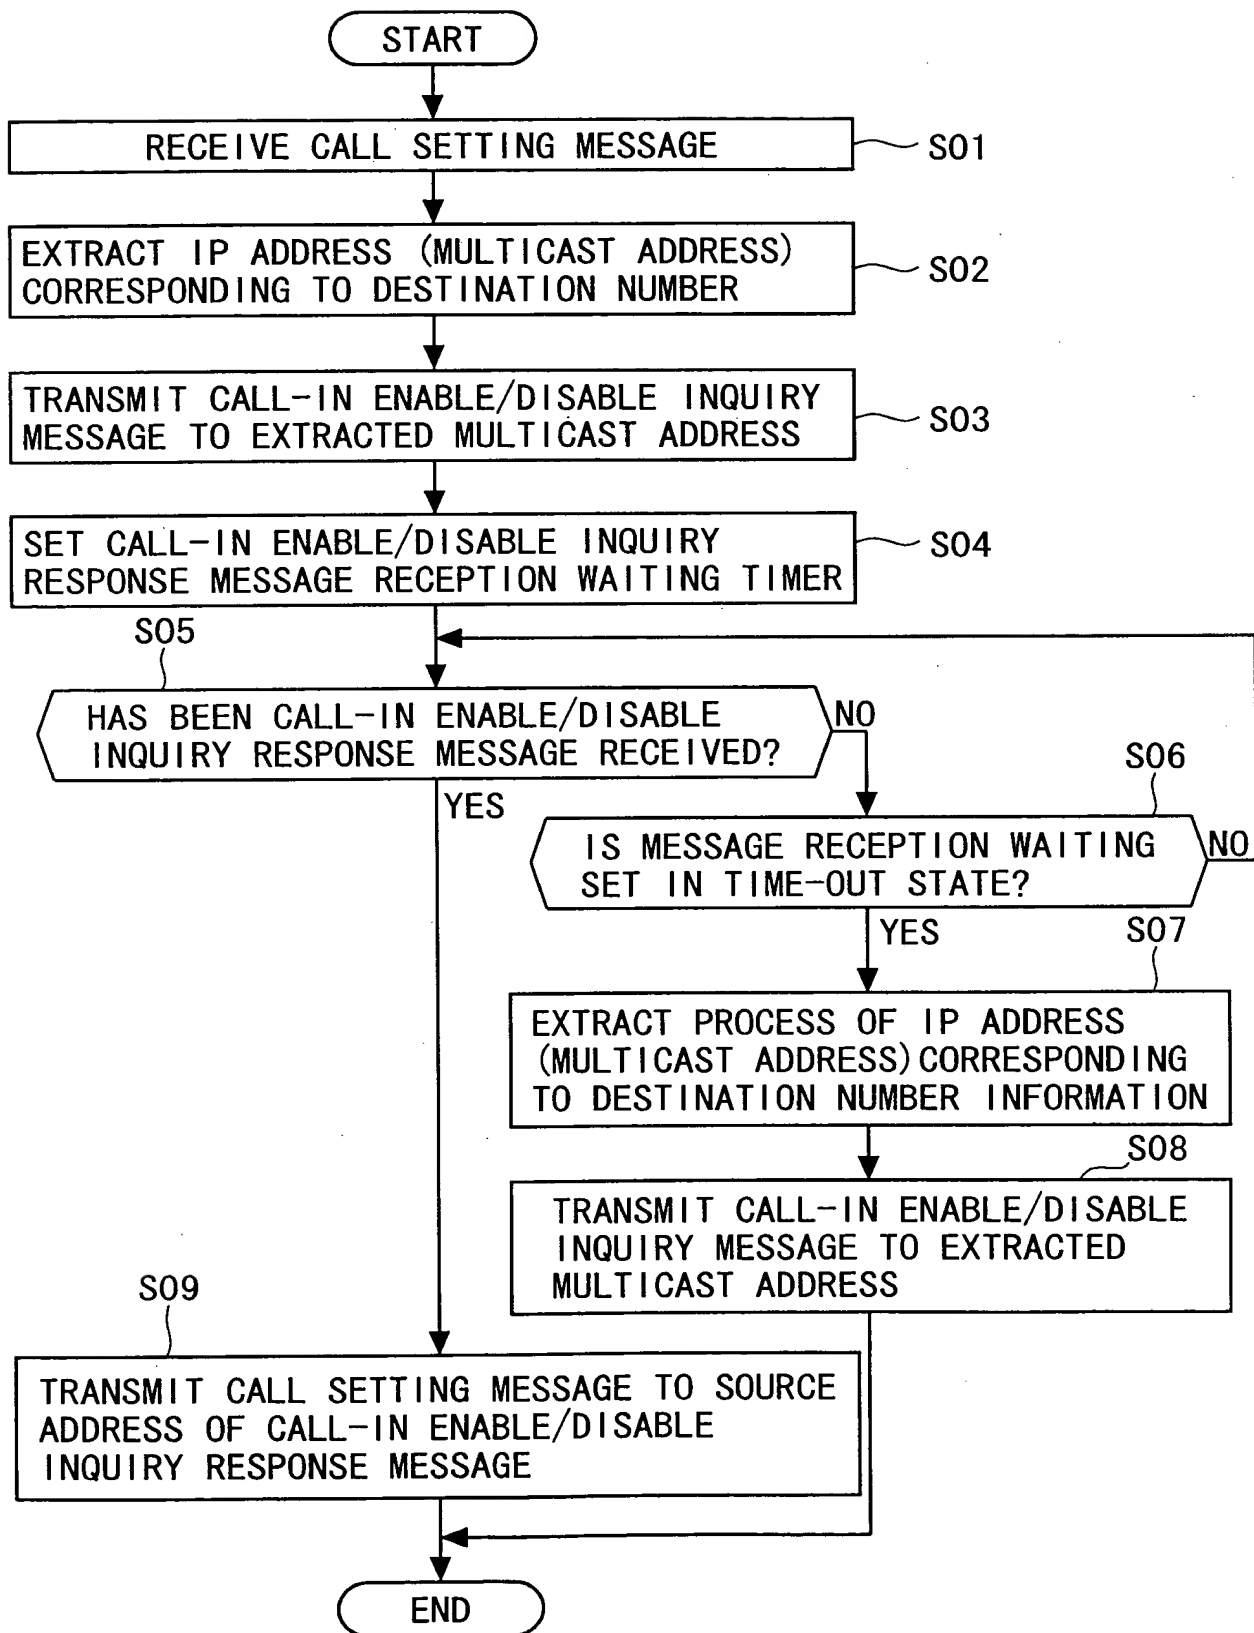 START
RECEIVE CALL SETTING MESSAGE
S01
EXTRACT IP ADDRESS (MULTICAST ADDRESS)
CORRESPONDING TO DESTINATION NUMBER
S02
TRANSMIT CALL-IN ENABLE/DISABLE INQUIRY
MESSAGE TO EXTRACTED MULTICAST ADDRESS
S03
SET CALL-IN ENABLE/DISABLE INQUIRY
RESPONSE MESSAGE RECEPTION WAITING TIMER
S04
S05
HAS BEEN CALL-IN ENABLE/DISABLE
INQUIRY RESPONSE MESSAGE RECEIVED?
NO
YES
S06
IS MESSAGE RECEPTION WAITING
SET IN TIME-OUT STATE?
NO
YES
S07
EXTRACT PROCESS OF IP ADDRESS
(MULTICAST ADDRESS)CORRESPONDING
TO DESTINATION NUMBER INFORMATION
S08
TRANSMIT CALL-IN ENABLE/DISABLE
INQUIRY MESSAGE TO EXTRACTED
MULTICAST ADDRESS
S09
TRANSMIT CALL SETTING MESSAGE TO SOURCE
ADDRESS OF CALL-IN ENABLE/DISABLE
INQUIRY RESPONSE MESSAGE
END